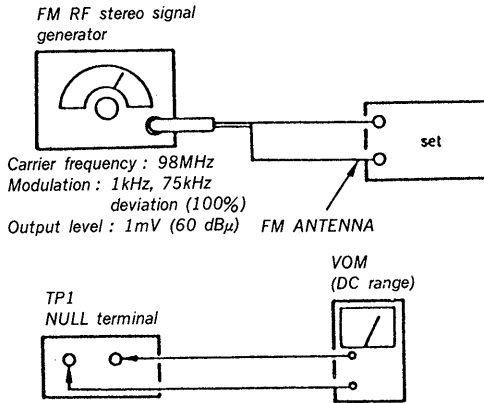 FM RF stereo signal
generator
set
Carrier frequency : 98MHz
Modulation : 1kHz, 75kHz
deviation (100%)
Output level : 1mV (60 dBµ)
FM ANTENNA
VOM
(DC range)
TP1
NULL terminal